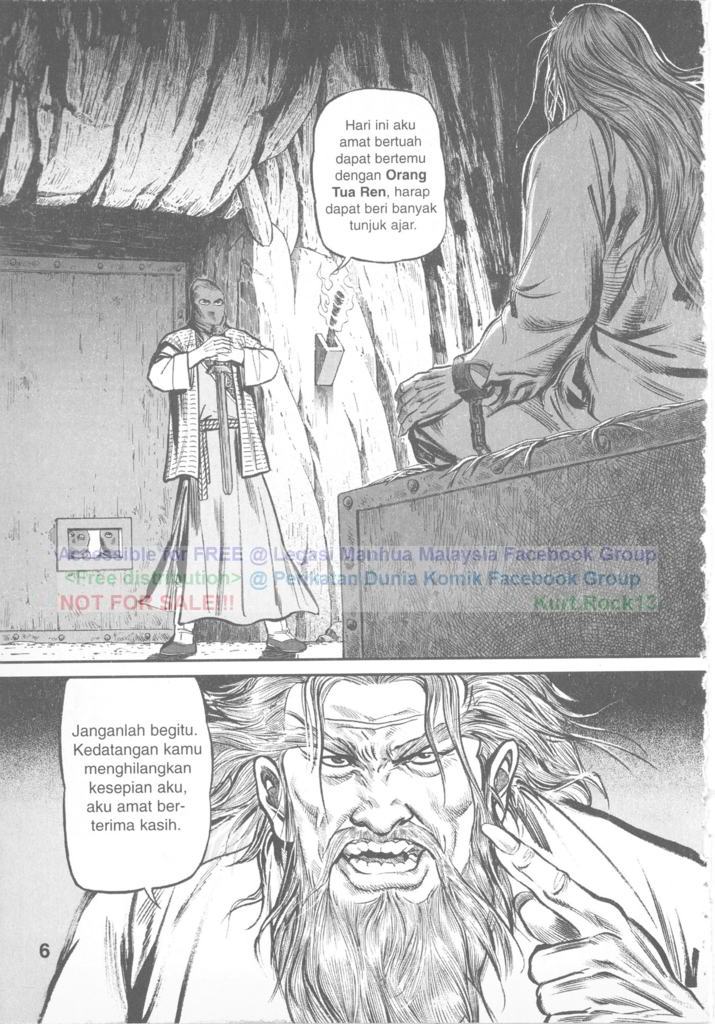 Hari ini aku
amat bertuah
dapat bertemu
dengan Orang
Tua Ren, harap
dapat beri banyak
tunjuk ajar.
Accessible for FREE @ Legasi Manhua Malaysia Facebook Group
<Free distribution> @ Perikatan Dunia Komik Facebook Group
NOT FOR SALE!!!
Kurt.Rock13
Janganlah begitu.
Kedatangan kamu
menghilangkan
kesepian aku,
aku amat ber-
terima kasih.
6